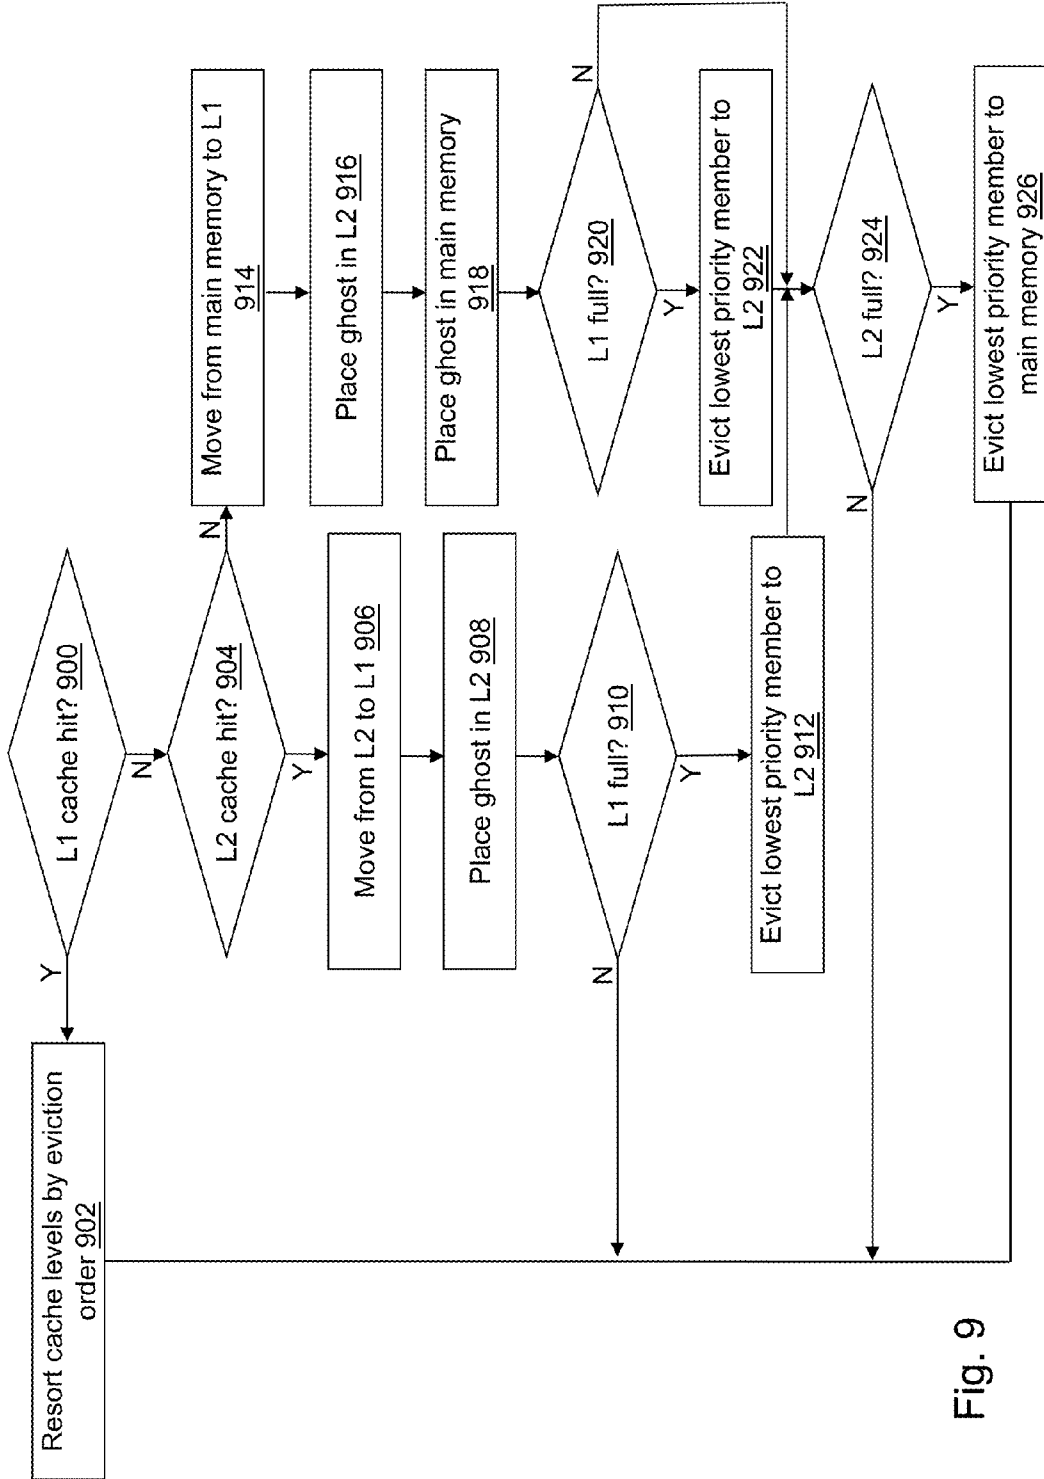 L1 cache hit? 900
Y
N
Resort cache levels by eviction
order 902
L2 cache hit? 904
Y
N
Move from L2 to L1 906
Place ghost in L2 908
L1 full? 910
N
Y
Evict lowest priority member to
L2 912
Move from main memory to L1
914
Place ghost in L2 916
Place ghost in main memory
918
L1 full? 920
N
Y
Evict lowest priority member to
L2 922
L2 full? 924
N
Y
Evict lowest priority member to
main memory 926
Fig. 9